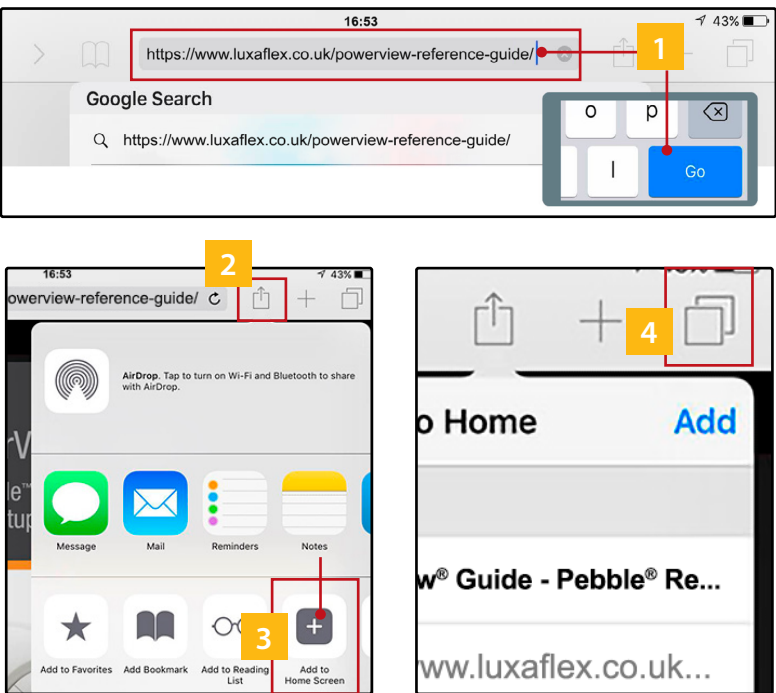 16:53
43%
https://www.luxaflex.co.uk/powerview-reference-guide/
1
Google Search
https://www.luxaflex.co.uk/powerview-reference-guide/
o p
l Go
2
16:53
43%
owerview-reference-guide/
AirDrop. Tap to turn on Wi-Fi and Bluetooth to share
with AirDrop.
le™
tup
Message Mail Reminders Notes
3
Add to Favorites Add Bookmark Add to Reading
List
Add to
Home Screen
4
o Home Add
w® Guide - Pebble® Re...
ww.luxaflex.co.uk...